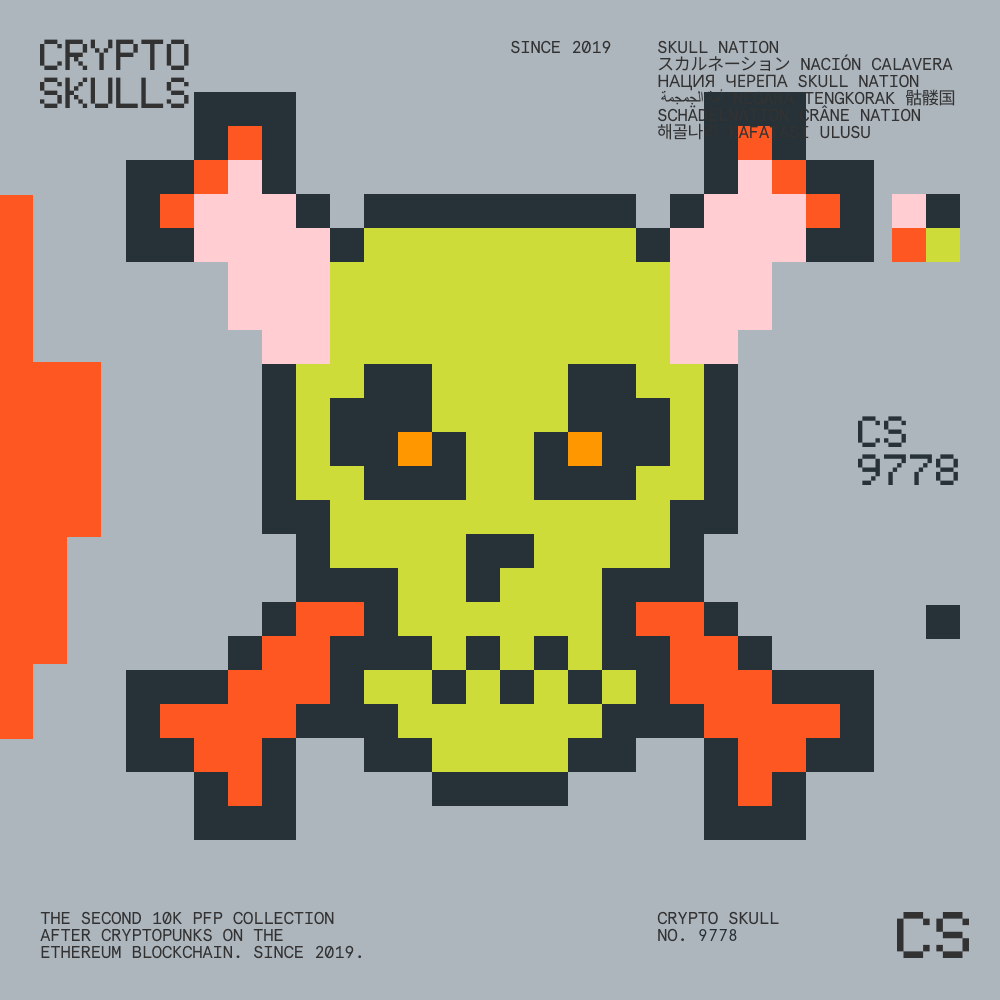 CRYPTO
SKULLS
SINCE 2019
SKULL NATION
スカルネーション NACIÓN CALAVERA
НАЦИЯ ЧЕРЕПА SKULL NATION
الجمجمة TENGKORAK 骷髅国
CRÂNE NATION
ULUSU
CS
9778
THE SECOND 10K PFP COLLECTION
AFTER CRYPTOPUNKS ON THE
ETHEREUM BLOCKCHAIN. SINCE 2019.
CRYPTO SKULL
NO. 9778
CS